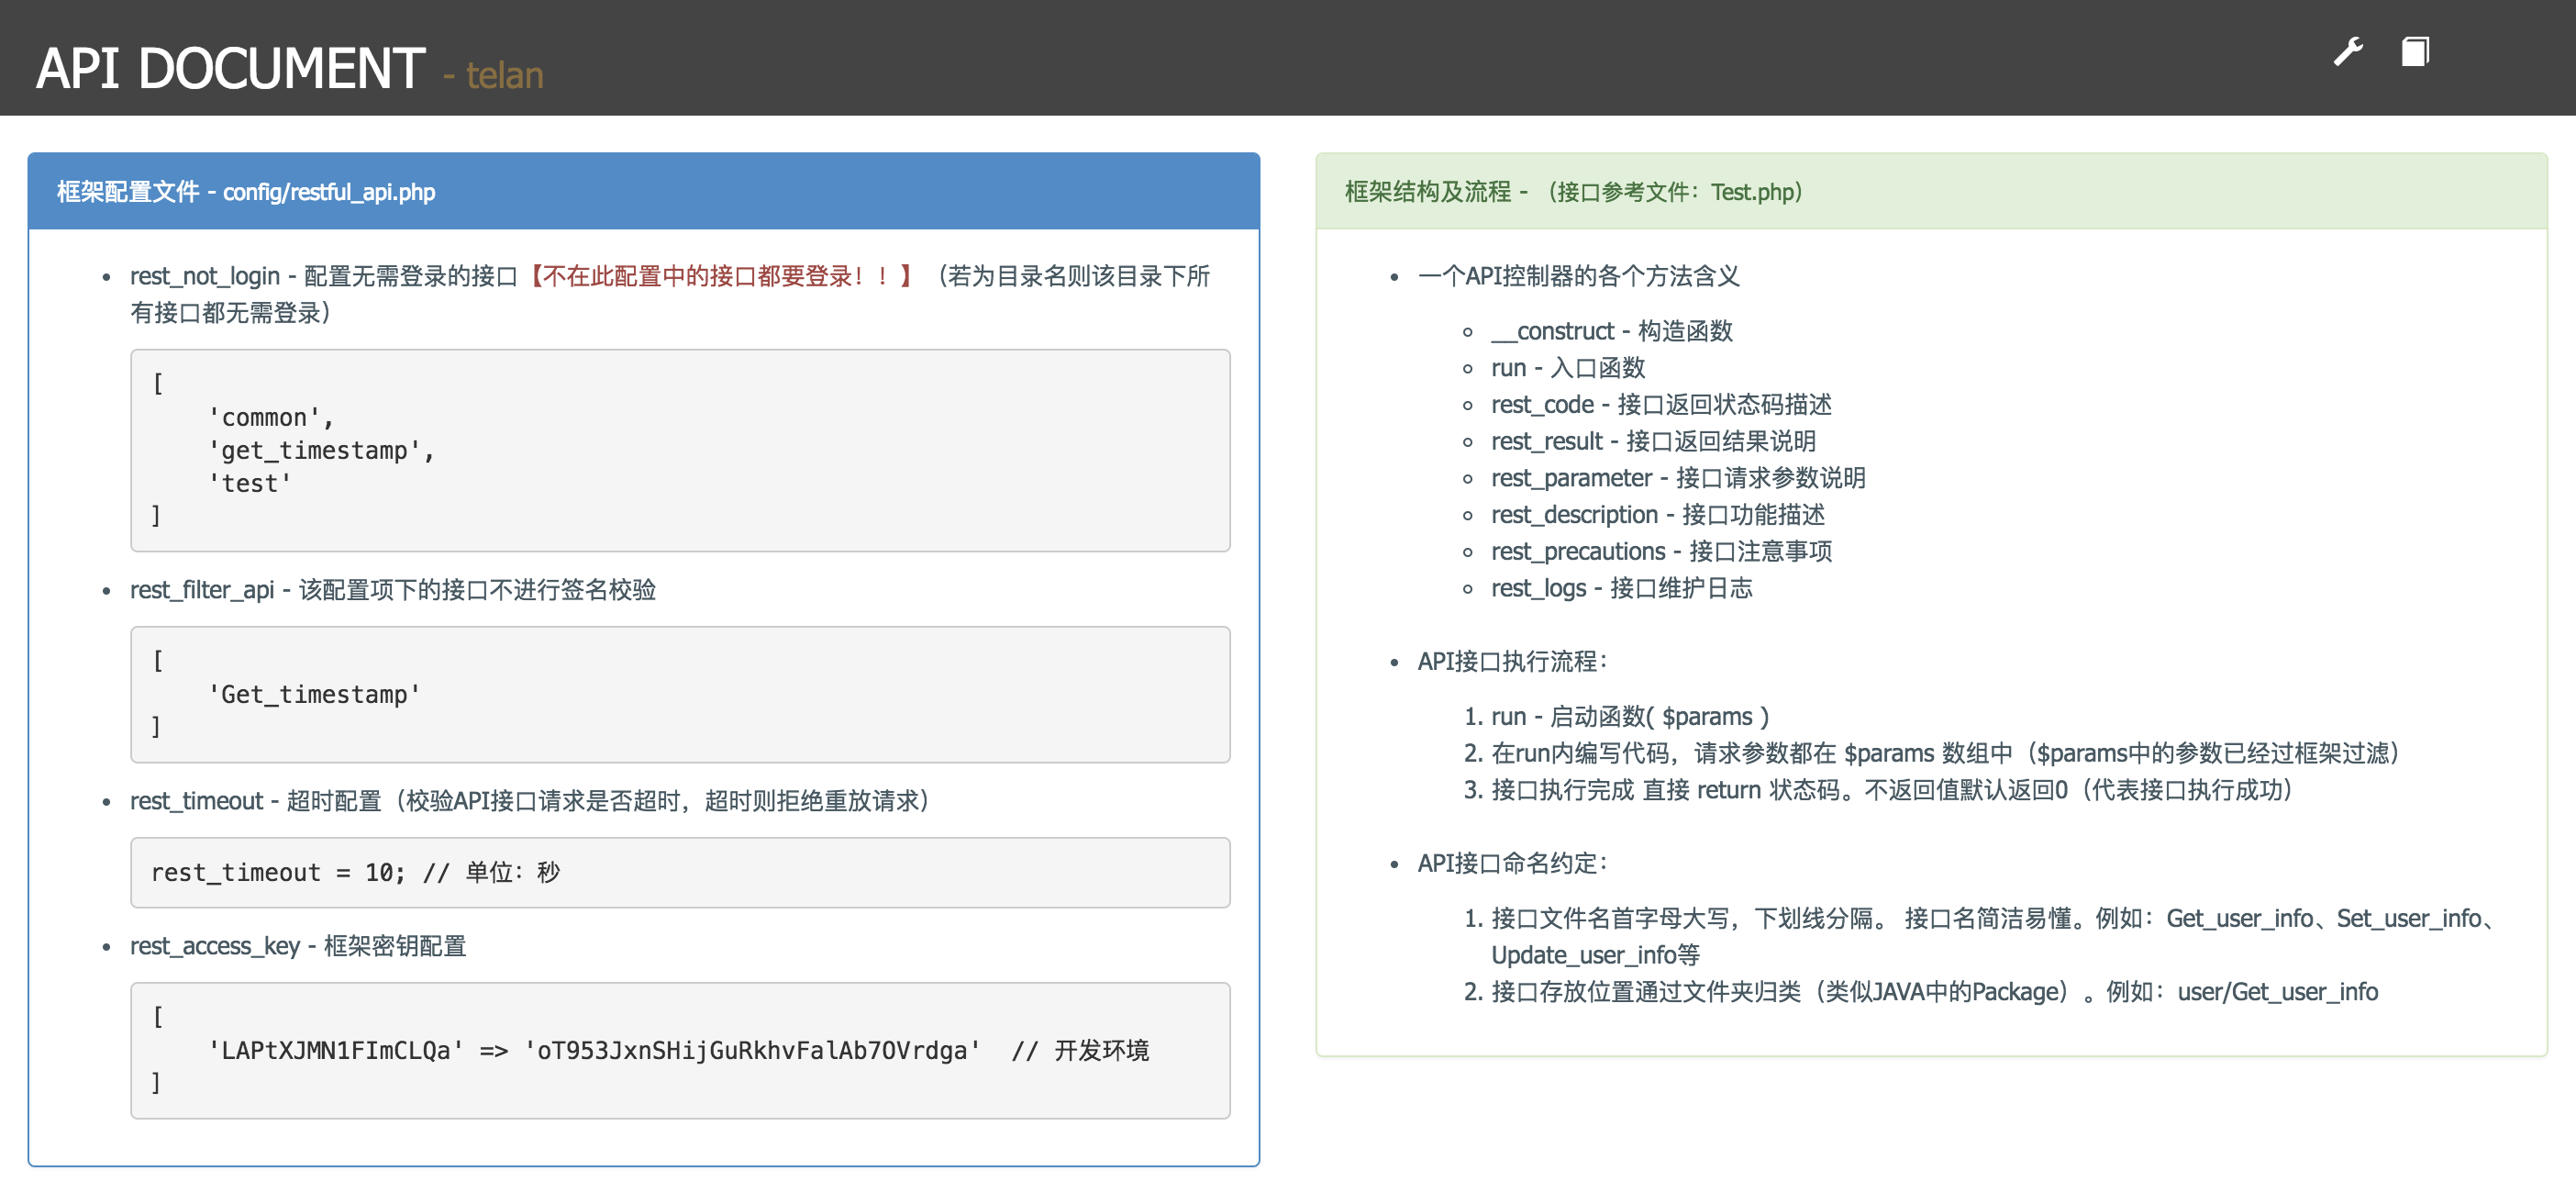 API DOCUMENT - telan
框架配置文件 - config/restful_api.php
rest_not_login - 配置无需登录的接口【不在此配置中的接口都要登录！！】（若为目录名则该目录下所
有接口都无需登录）
[
'common',
'get_timestamp',
'test'
]
rest_filter_api - 该配置项下的接口不进行签名校验
[
'Get_timestamp'
]
rest_timeout - 超时配置（校验API接口请求是否超时，超时则拒绝重放请求）
rest_timeout = 10; // 单位：秒
rest_access_key - 框架密钥配置
[
'LAPtXJMN1FImCLQa' => 'oT953JxnSHijGuRkhvFalAb7OVrdga'  // 开发环境
]
框架结构及流程 - （接口参考文件：Test.php）
一个API控制器的各个方法含义
__construct - 构造函数
run - 入口函数
rest_code - 接口返回状态码描述
rest_result - 接口返回结果说明
rest_parameter - 接口请求参数说明
rest_description - 接口功能描述
rest_precautions - 接口注意事项
rest_logs - 接口维护日志
API接口执行流程：
1. run - 启动函数( $params )
2. 在run内编写代码，请求参数都在 $params 数组中（$params中的参数已经过框架过滤）
3. 接口执行完成 直接 return 状态码。不返回值默认返回0（代表接口执行成功）
API接口命名约定：
1. 接口文件名首字母大写，下划线分隔。 接口名简洁易懂。例如：Get_user_info、Set_user_info、
Update_user_info等
2. 接口存放位置通过文件夹归类（类似JAVA中的Package）。例如：user/Get_user_info